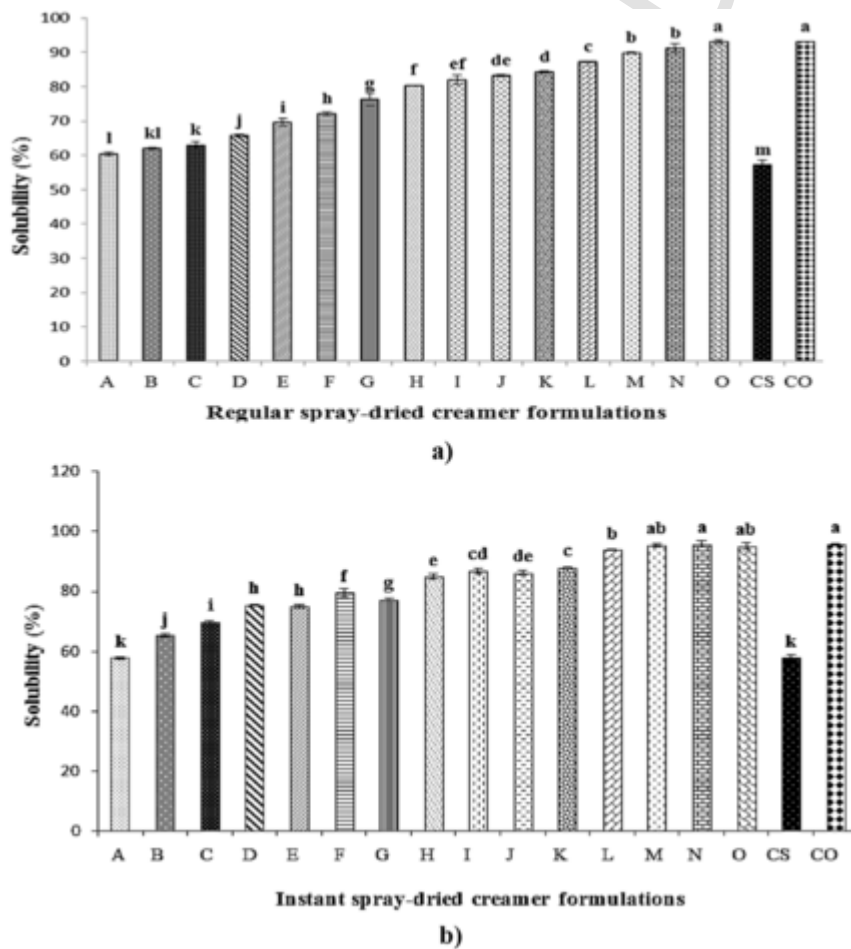 100
90
80
70
60
50
40
30
20
10
0
Solubility (%)
l kl k j i h g f ef de d c b b a m a
A B C D E F G H I J K L M N O CS CO
Regular spray-dried creamer formulations
a)
120
100
80
60
40
20
0
Solubility (%)
k j i h h f g e cd de c b ab a ab k a
A B C D E F G H I J K L M N O CS CO
Instant spray-dried creamer formulations
b)